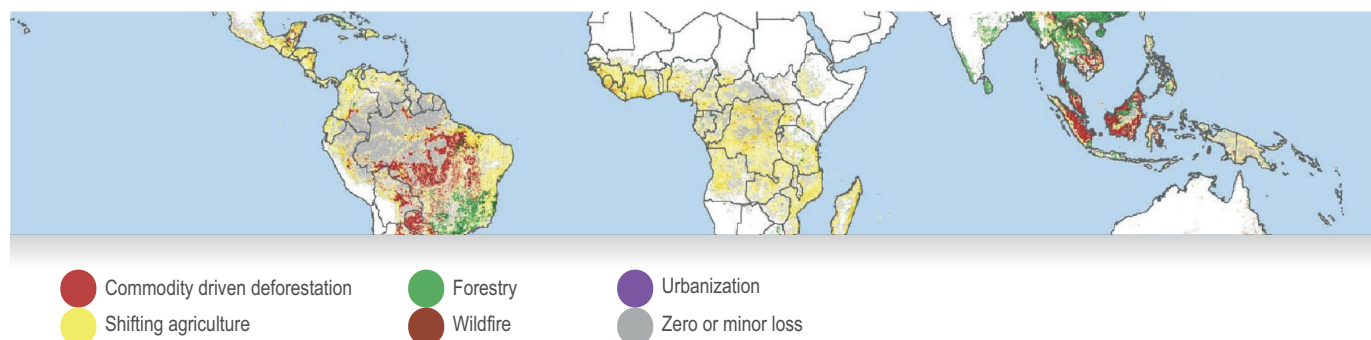 Commodity driven deforestation
Forestry
Urbanization
Shifting agriculture
Wildfire
Zero or minor loss